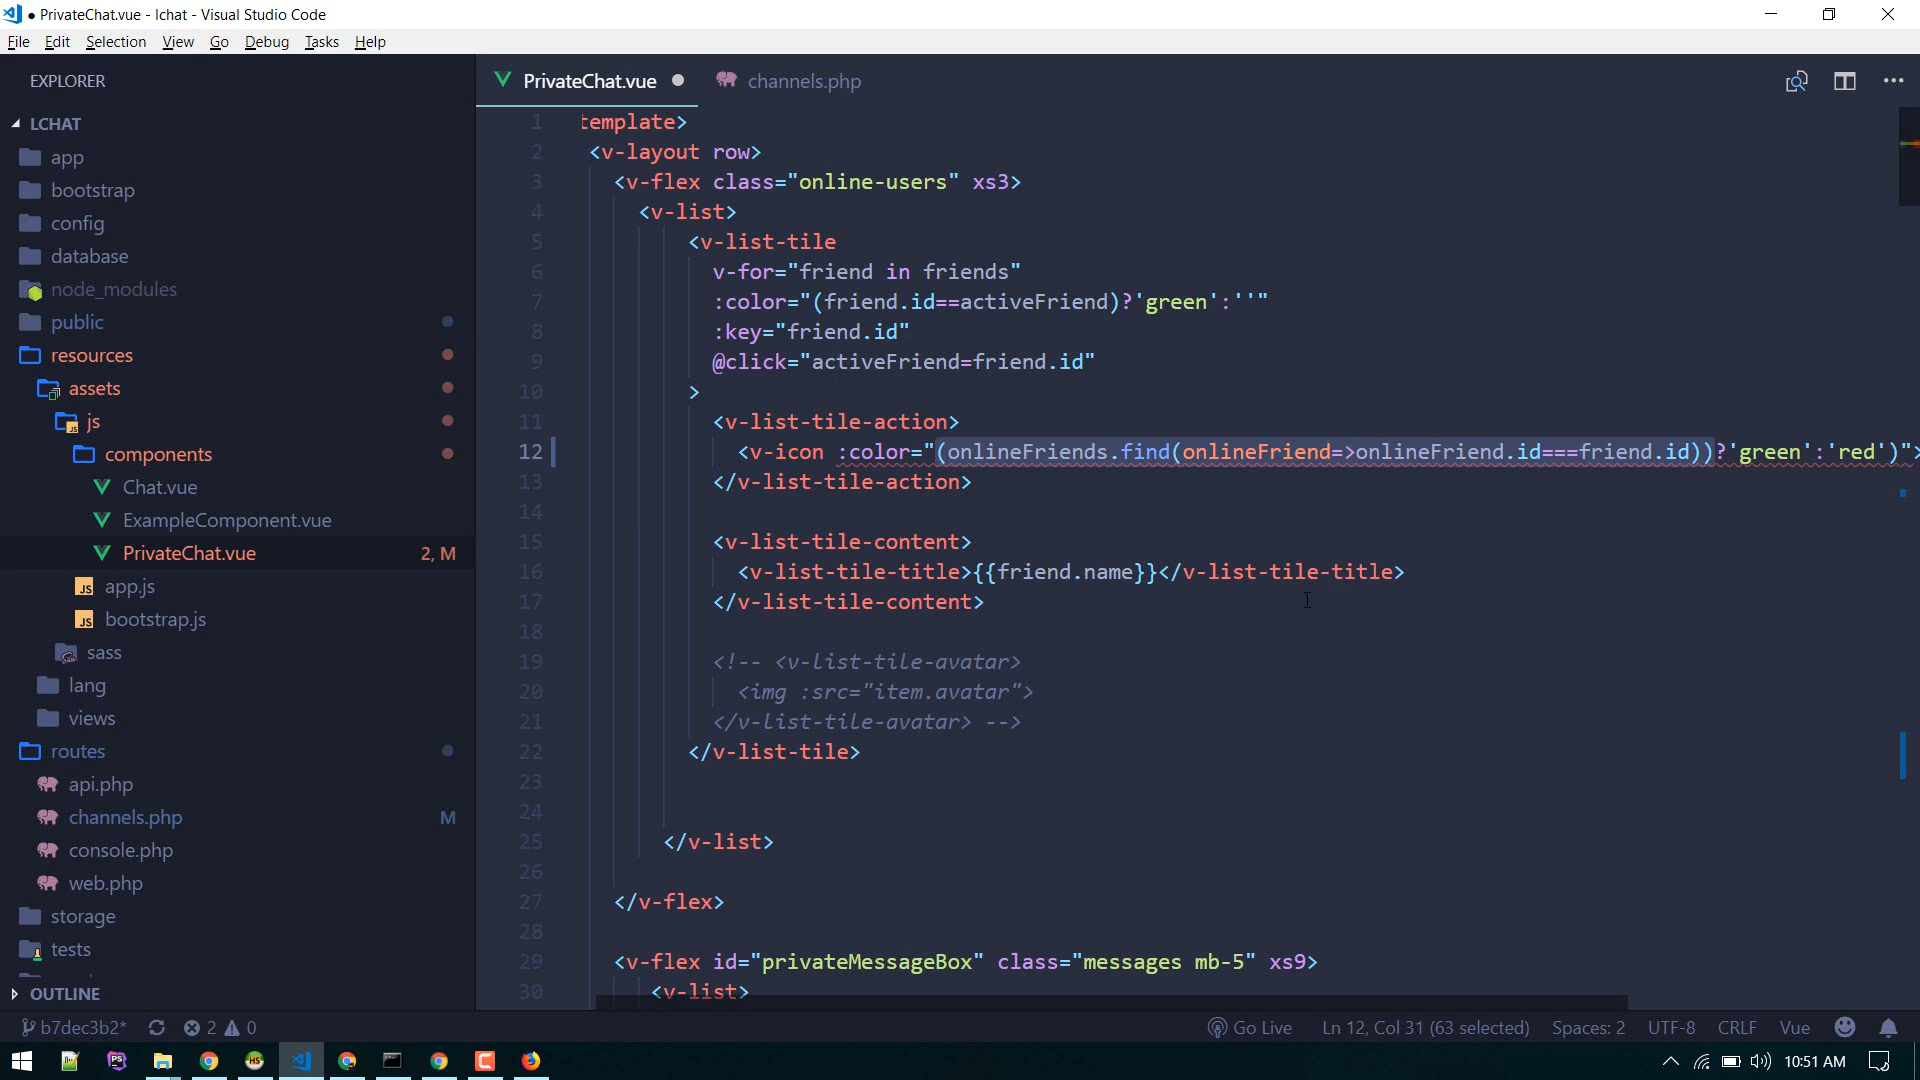 ● PrivateChat.vue - lchat - Visual Studio Code
File Edit Selection View Go Debug Tasks Help
EXPLORER
LCHAT
app
bootstrap
config
database
node_modules
public
resources
assets
js
components
Chat.vue
ExampleComponent.vue
PrivateChat.vue 2, M
app.js
bootstrap.js
sass
lang
views
routes
api.php
channels.php M
console.php
web.php
storage
tests
OUTLINE
PrivateChat.vue ● channels.php
1 template>
2 <v-layout row>
3 <v-flex class="online-users" xs3>
4 <v-list>
5 <v-list-tile
6 v-for="friend in friends"
7 :color="(friend.id==activeFriend)?'green':''"
8 :key="friend.id"
9 @click="activeFriend=friend.id"
10 >
11 <v-list-tile-action>
12 <v-icon :color="(onlineFriends.find(onlineFriend=>onlineFriend.id===friend.id))?'green':'red')">
13 </v-list-tile-action>
14
15 <v-list-tile-content>
16 <v-list-tile-title>{{friend.name}}</v-list-tile-title>
17 </v-list-tile-content>
18
19 <!-- <v-list-tile-avatar>
20 <img :src="item.avatar">
21 </v-list-tile-avatar> -->
22 </v-list-tile>
23
24
25 </v-list>
26
27 </v-flex>
28
29 <v-flex id="privateMessageBox" class="messages mb-5" xs9>
30 <v-list>
b7dec3b2* 2 0 Go Live Ln 12, Col 31 (63 selected) Spaces: 2 UTF-8 CRLF Vue
10:51 AM